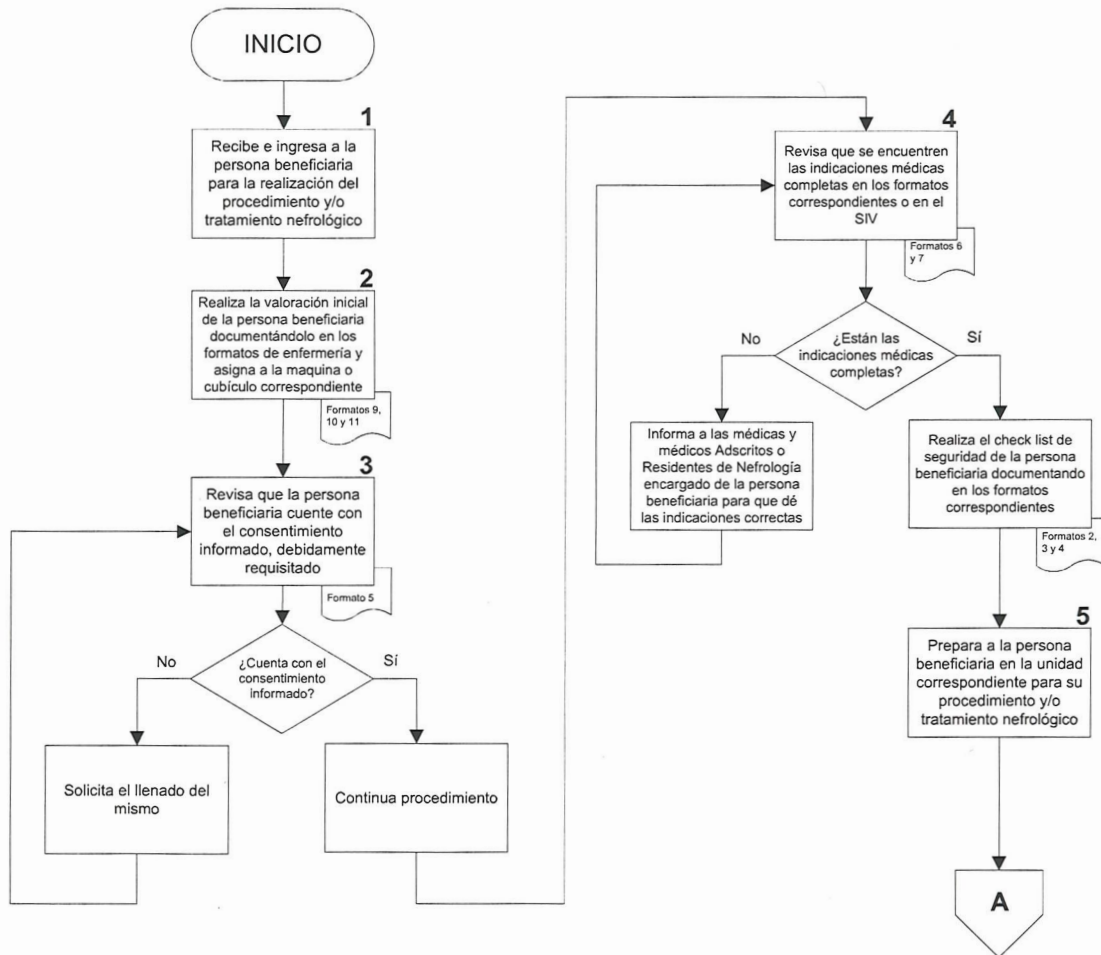 INICIO
1
Recibe e ingresa a la
persona beneficiaria
para la realización del
procedimiento y/o
tratamiento nefrológico
2
Realiza la valoración inicial
de la persona beneficiaria
documentándolo en los
formatos de enfermería y
asigna a la maquina o
cubículo correspondiente
Formatos 9,
10 y 11
3
Revisa que la persona
beneficiaria cuente con
el consentimiento
informado, debidamente
requisitado
Formato 5
¿Cuenta con el
consentimiento
informado?
No
Sí
Solicita el llenado del
mismo
Continua procedimiento
4
Revisa que se encuentren
las indicaciones médicas
completas en los formatos
correspondientes o en el
SIV
Formatos 6
y 7
¿Están las
indicaciones médicas
completas?
No
Sí
Informa a las médicas y
médicos Adscritos o
Residentes de Nefrología
encargado de la persona
beneficiaria para que dé
las indicaciones correctas
Realiza el check list de
seguridad de la persona
beneficiaria documentando
en los formatos
correspondientes
Formatos 2,
3 y 4
5
Prepara a la persona
beneficiaria en la unidad
correspondiente para su
procedimiento y/o
tratamiento nefrológico
A